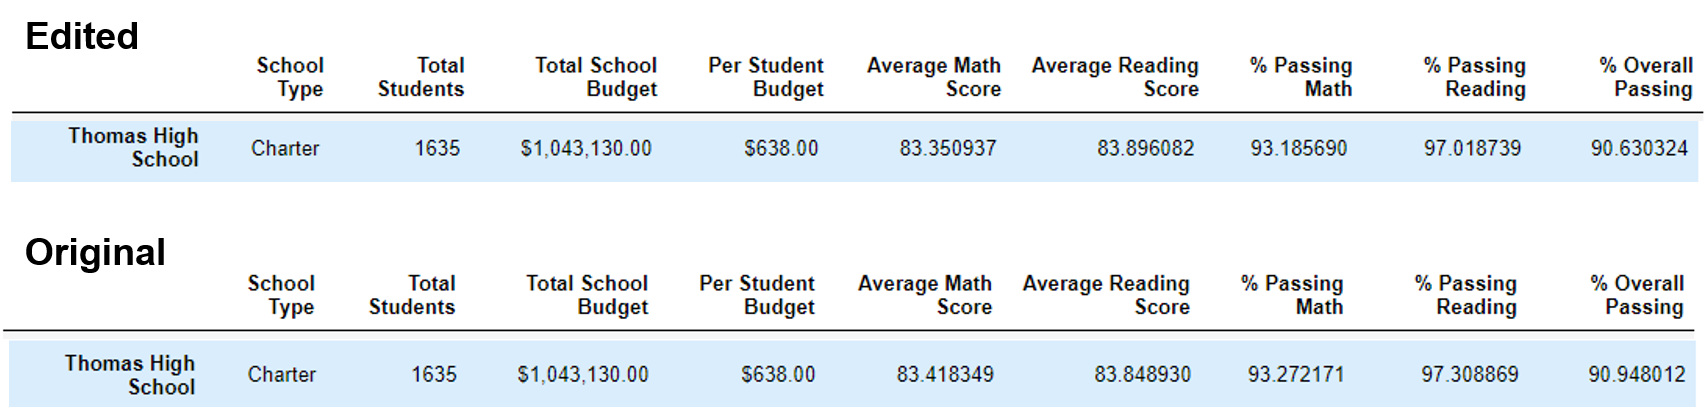 Edited
School Total Total School Per Student Average Math Average Reading % Passing % Passing % Overall
Type Students Budget Budget Score Score Math Reading Passing
Thomas High
School Charter 1635 $1,043,130.00 $638.00 83.350937 83.896082 93.185690 97.018739 90.630324
Original
School Total Total School Per Student Average Math Average Reading % Passing % Passing % Overall
Type Students Budget Budget Score Score Math Reading Passing
Thomas High
School Charter 1635 $1,043,130.00 $638.00 83.418349 83.848930 93.272171 97.308869 90.948012